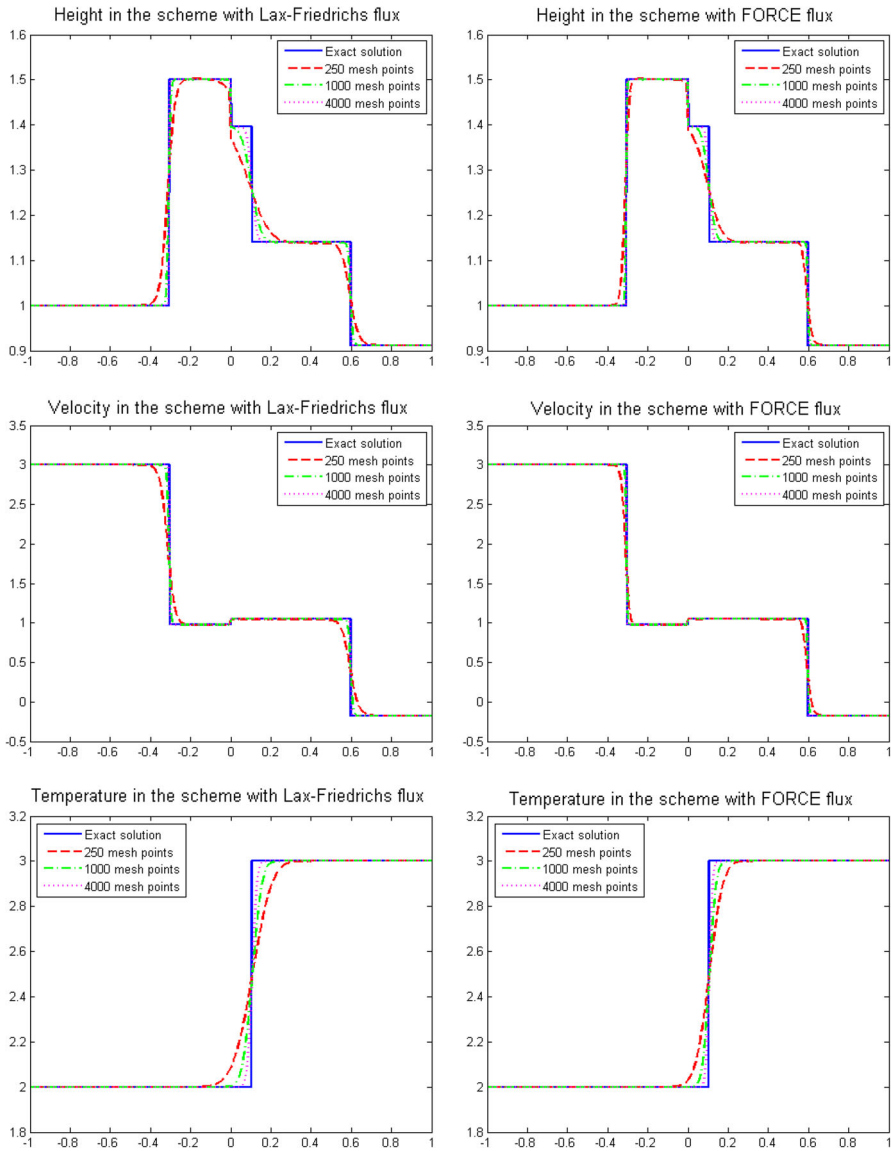 Height in the scheme with Lax-Friedrichs flux
1.6
1.5
1.4
1.3
1.2
1.1
1
0.9
-1 -0.8 -0.6 -0.4 -0.2 0 0.2 0.4 0.6 0.8 1
Exact solution
250 mesh points
1000 mesh points
4000 mesh points
Height in the scheme with FORCE flux
1.6
1.5
1.4
1.3
1.2
1.1
1
0.9
-1 -0.8 -0.6 -0.4 -0.2 0 0.2 0.4 0.6 0.8 1
Exact solution
250 mesh points
1000 mesh points
4000 mesh points
Velocity in the scheme with Lax-Friedrichs flux
3.5
3
2.5
2
1.5
1
0.5
0
-0.5
-1 -0.8 -0.6 -0.4 -0.2 0 0.2 0.4 0.6 0.8 1
Exact solution
250 mesh points
1000 mesh points
4000 mesh points
Velocity in the scheme with FORCE flux
3.5
3
2.5
2
1.5
1
0.5
0
-0.5
-1 -0.8 -0.6 -0.4 -0.2 0 0.2 0.4 0.6 0.8 1
Exact solution
250 mesh points
1000 mesh points
4000 mesh points
Temperature in the scheme with Lax-Friedrichs flux
3.2
3
2.8
2.6
2.4
2.2
2
1.8
-1 -0.8 -0.6 -0.4 -0.2 0 0.2 0.4 0.6 0.8 1
Exact solution
250 mesh points
1000 mesh points
4000 mesh points
Temperature in the scheme with FORCE flux
3.2
3
2.8
2.6
2.4
2.2
2
1.8
-1 -0.8 -0.6 -0.4 -0.2 0 0.2 0.4 0.6 0.8 1
Exact solution
250 mesh points
1000 mesh points
4000 mesh points